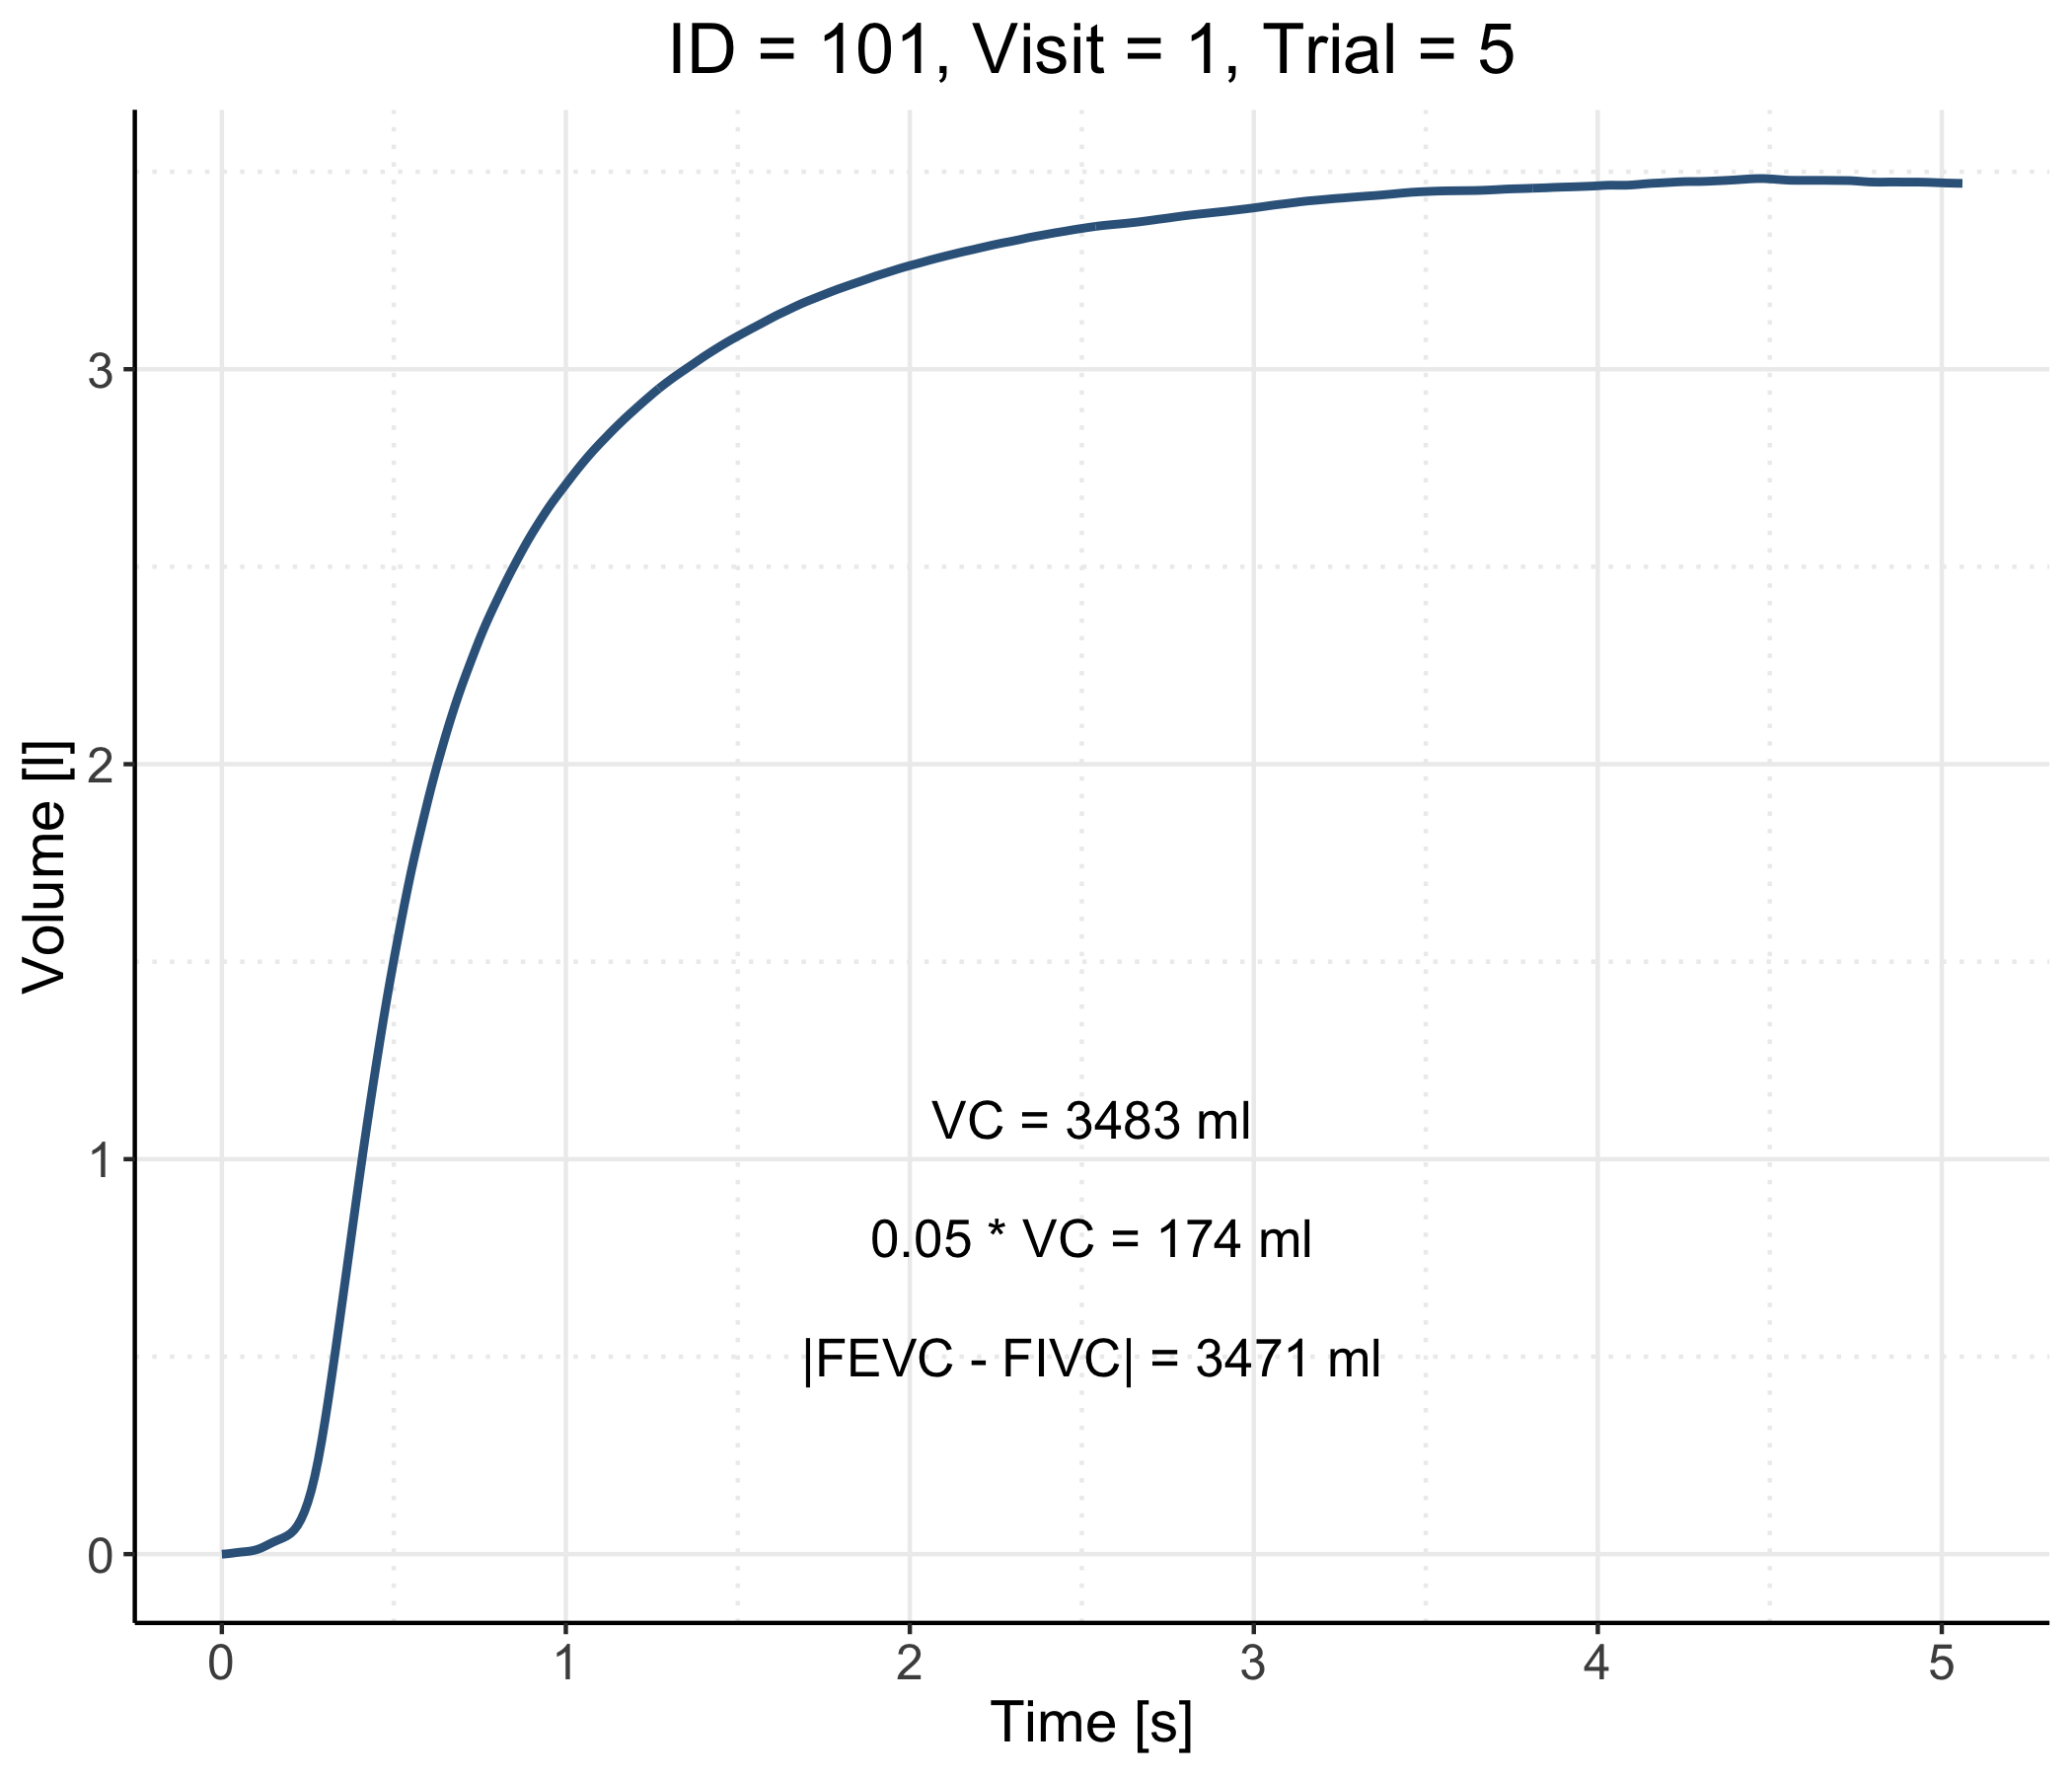 ID = 101, Visit = 1, Trial = 5
Volume [l]
3
2
1
0
VC = 3483 ml
0.05 * VC = 174 ml
|FEVC - FIVC| = 3471 ml
0 1 2 3 4 5
Time [s]